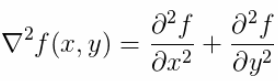 ∇²f(x, y) = ∂²f/∂x² + ∂²f/∂y²